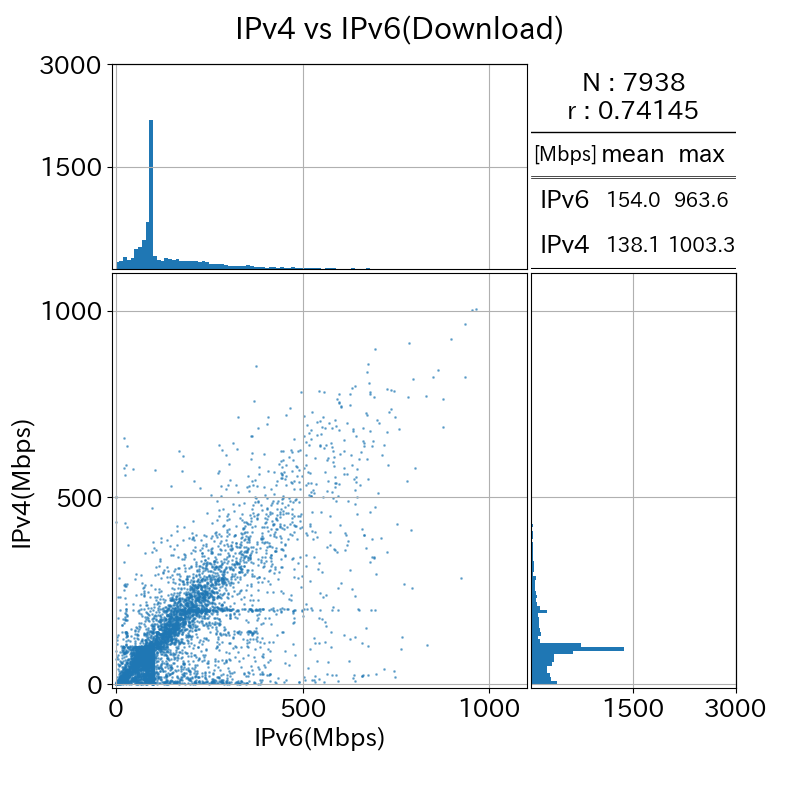 IPv4 vs IPv6(Download)
3000
1500
N : 7938
r : 0.74145
[Mbps] mean max
IPv6 154.0 963.6
IPv4 138.1 1003.3
1000
500
0
IPv4(Mbps)
0 500 1000
IPv6(Mbps)
1500 3000